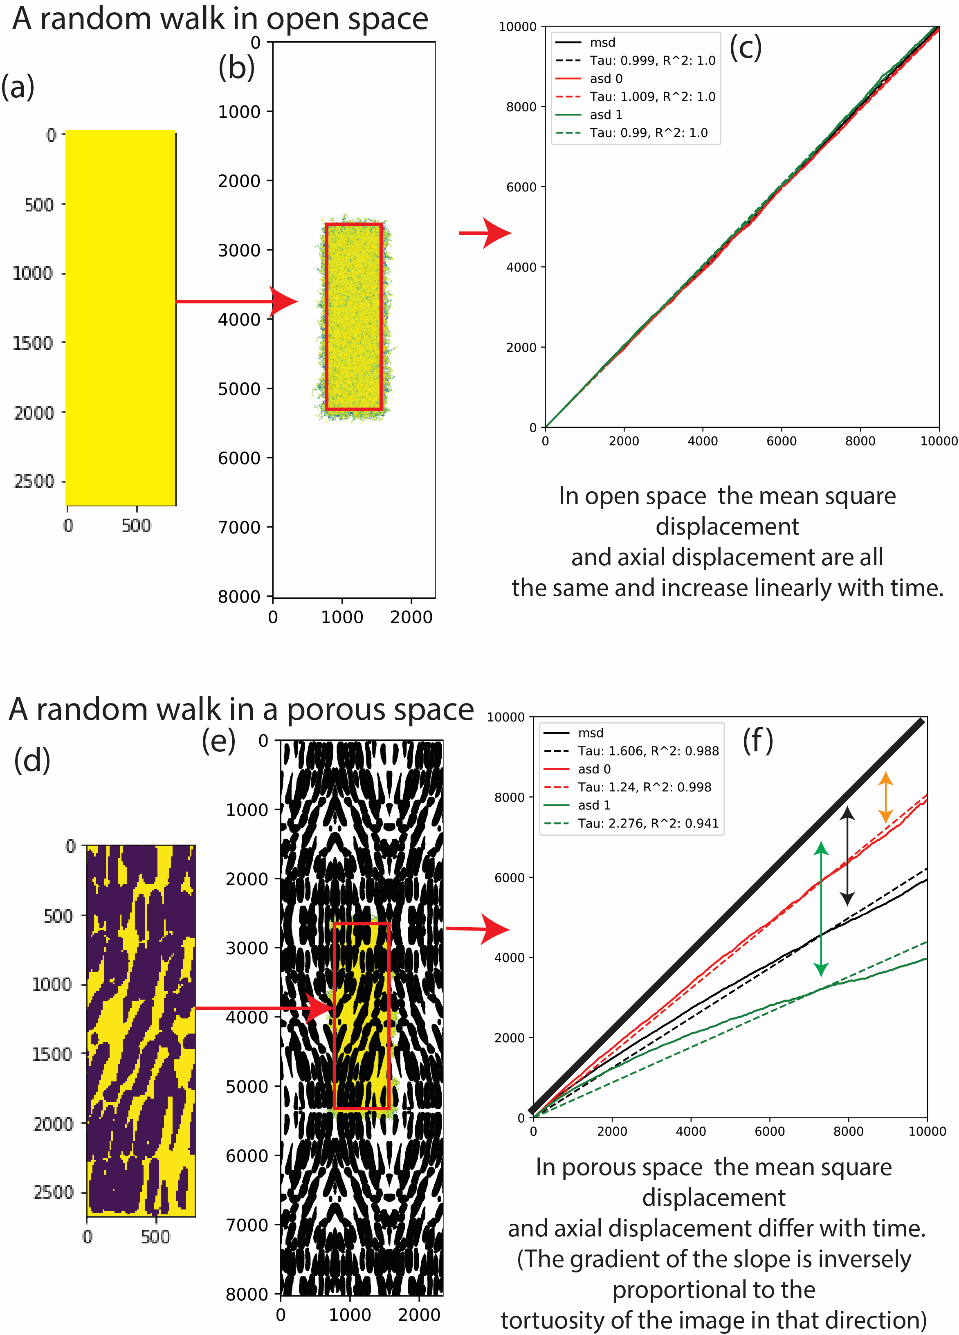 A random walk in open space
(a)
0
500
1000
1500
2000
2500
0
500
(b)
0
1000
2000
3000
4000
5000
6000
7000
8000
0
1000
2000
(c)
10000
8000
6000
4000
2000
0
0
2000
4000
6000
8000
10000
msd
Tau: 0.999, R^2: 1.0
asd 0
Tau: 1.009, R^2: 1.0
asd 1
Tau: 0.99, R^2: 1.0
In open space the mean square
displacement
and axial displacement are all
the same and increase linearly with time.
A random walk in a porous space
(d)
0
500
1000
1500
2000
2500
0
500
(e)
0
1000
2000
3000
4000
5000
6000
7000
8000
0
1000
2000
(f)
10000
8000
6000
4000
2000
0
0
2000
4000
6000
8000
10000
msd
Tau: 1.606, R^2: 0.988
asd 0
Tau: 1.24, R^2: 0.998
asd 1
Tau: 2.276, R^2: 0.941
In porous space the mean square
displacement
and axial displacement differ with time.
(The gradient of the slope is inversely
proportional to the
tortuosity of the image in that direction)